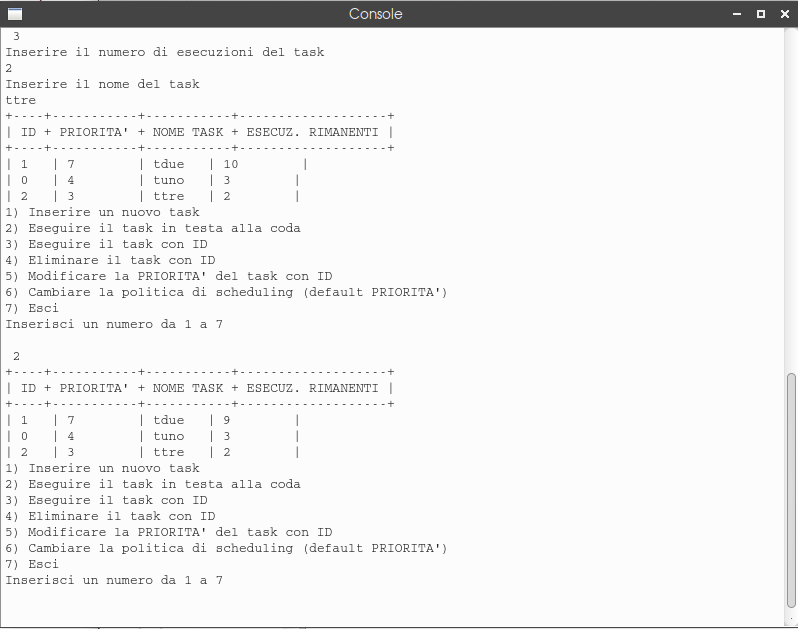 Console
3
Inserire il numero di esecuzioni del task
2
Inserire il nome del task
ttre
+----+-----------+-----------+-------------------+
| ID + PRIORITA' + NOME TASK + ESECUZ. RIMANENTI |
+----+-----------+-----------+-------------------+
| 1   | 7        | tdue   | 10        |
| 0   | 4        | tuno   | 3        |
| 2   | 3        | ttre   | 2        |
1) Inserire un nuovo task
2) Eseguire il task in testa alla coda
3) Eseguire il task con ID
4) Eliminare il task con ID
5) Modificare la PRIORITA' del task con ID
6) Cambiare la politica di scheduling (default PRIORITA')
7) Esci
Inserisci un numero da 1 a 7
2
+----+-----------+-----------+-------------------+
| ID + PRIORITA' + NOME TASK + ESECUZ. RIMANENTI |
+----+-----------+-----------+-------------------+
| 1   | 7        | tdue   | 9        |
| 0   | 4        | tuno   | 3        |
| 2   | 3        | ttre   | 2        |
1) Inserire un nuovo task
2) Eseguire il task in testa alla coda
3) Eseguire il task con ID
4) Eliminare il task con ID
5) Modificare la PRIORITA' del task con ID
6) Cambiare la politica di scheduling (default PRIORITA')
7) Esci
Inserisci un numero da 1 a 7